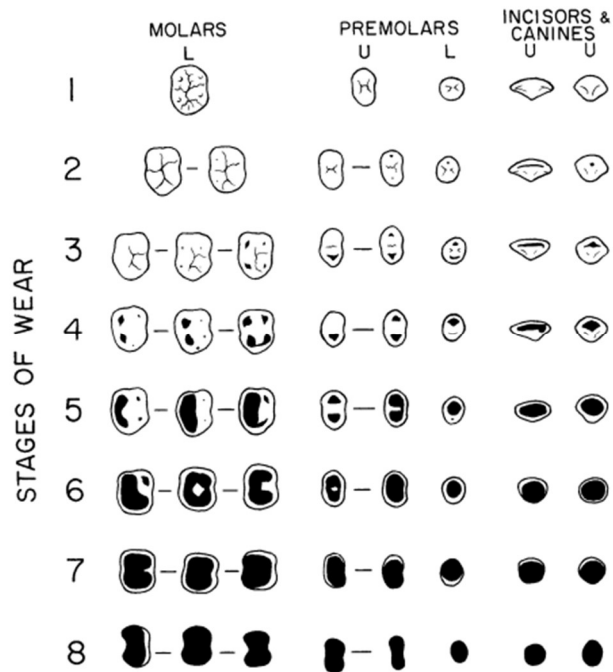 MOLARS
L
PREMOLARS
U L
INCISORS &
CANINES
U U
STAGES OF WEAR
1
2
3
4
5
6
7
8